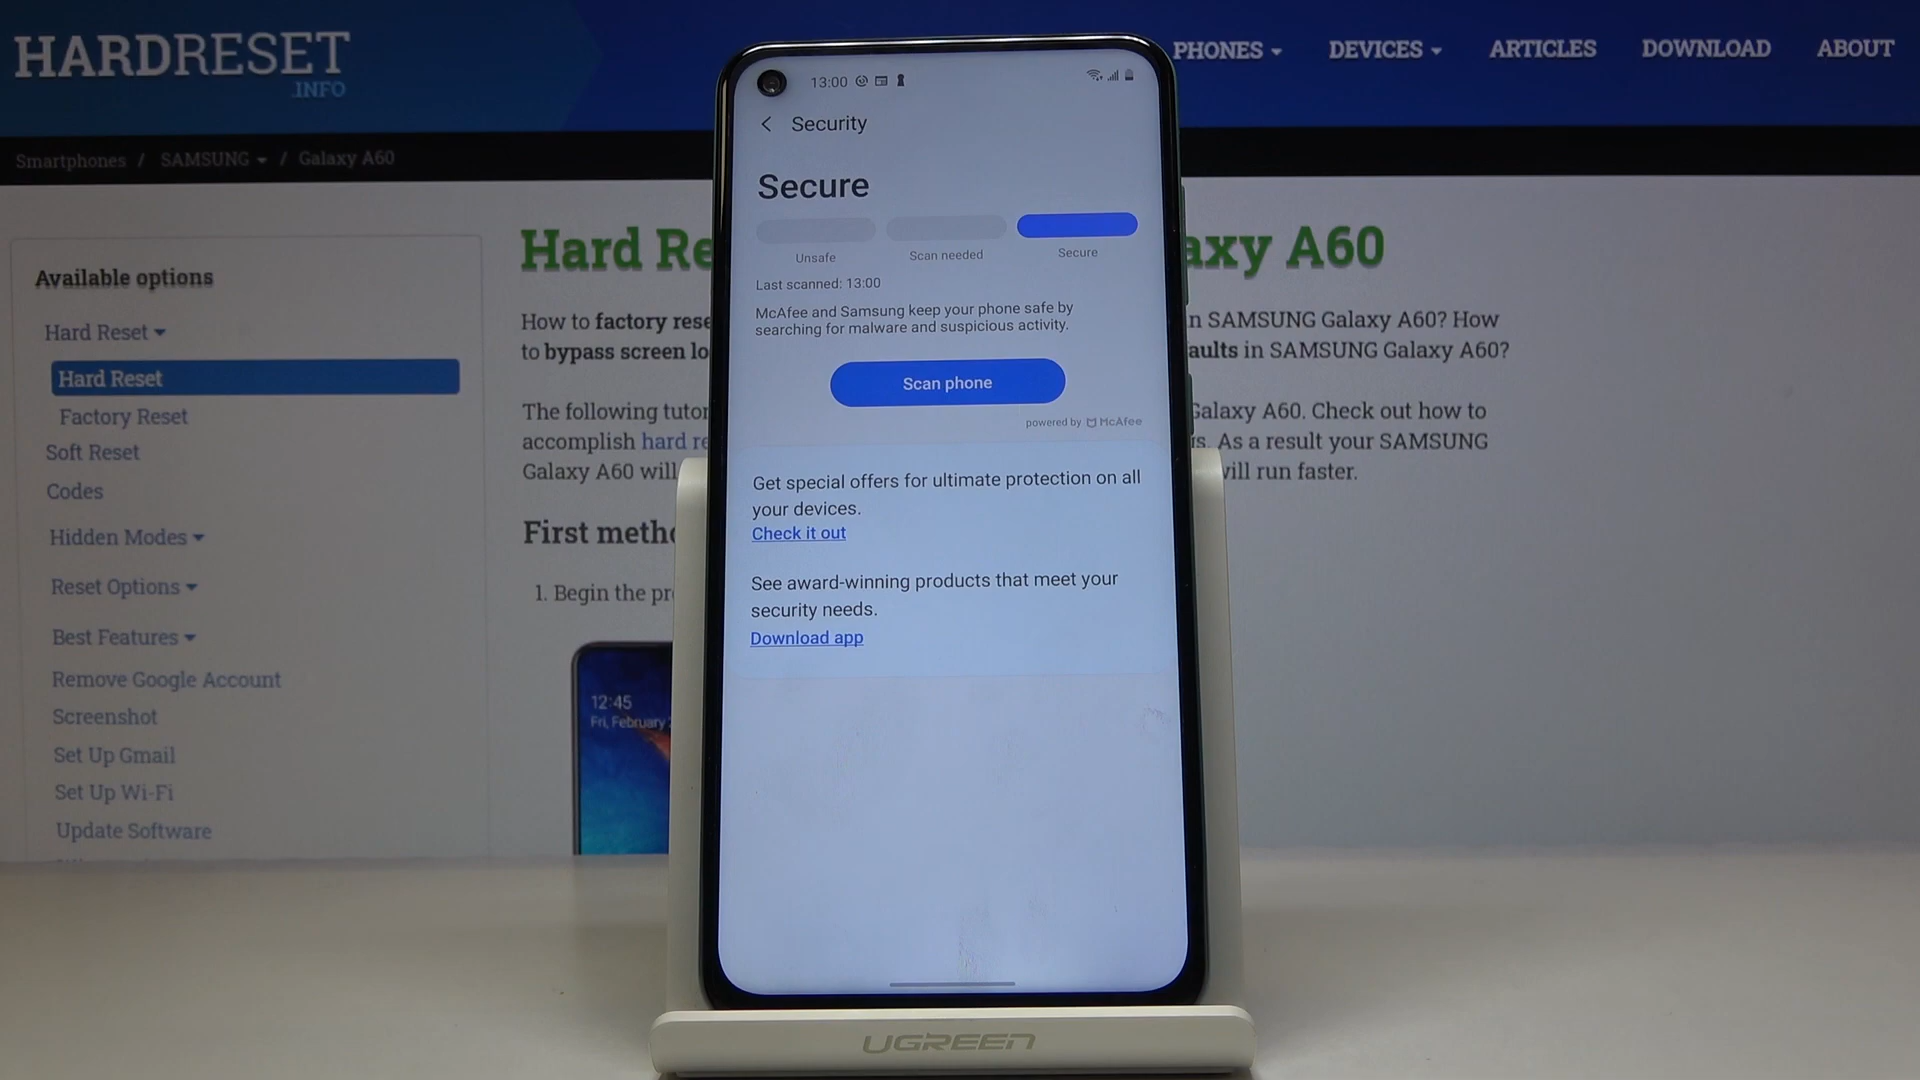 HARDRESET
.INFO
PHONES
DEVICES
ARTICLES
DOWNLOAD
ABOUT
Smartphones / SAMSUNG / Galaxy A60
Available options
Hard Reset
Hard Reset
Factory Reset
Soft Reset
Codes
Hidden Modes
Reset Options
Best Features
Remove Google Account
Screenshot
Set Up Gmail
Set Up Wi-Fi
Update Software
Hard Re
axy A60
How to factory rese
n SAMSUNG Galaxy A60? How
to bypass screen lo
aults in SAMSUNG Galaxy A60?
The following tutor
Galaxy A60. Check out how to
accomplish hard re
s. As a result your SAMSUNG
Galaxy A60 will
will run faster.
First meth
1. Begin the pr
12:45
Fri, February
13:00
Security
Secure
Unsafe
Scan needed
Secure
Last scanned: 13:00
McAfee and Samsung keep your phone safe by
searching for malware and suspicious activity.
Scan phone
powered by McAfee
Get special offers for ultimate protection on all
your devices.
Check it out
See award-winning products that meet your
security needs.
Download app
UGREEN